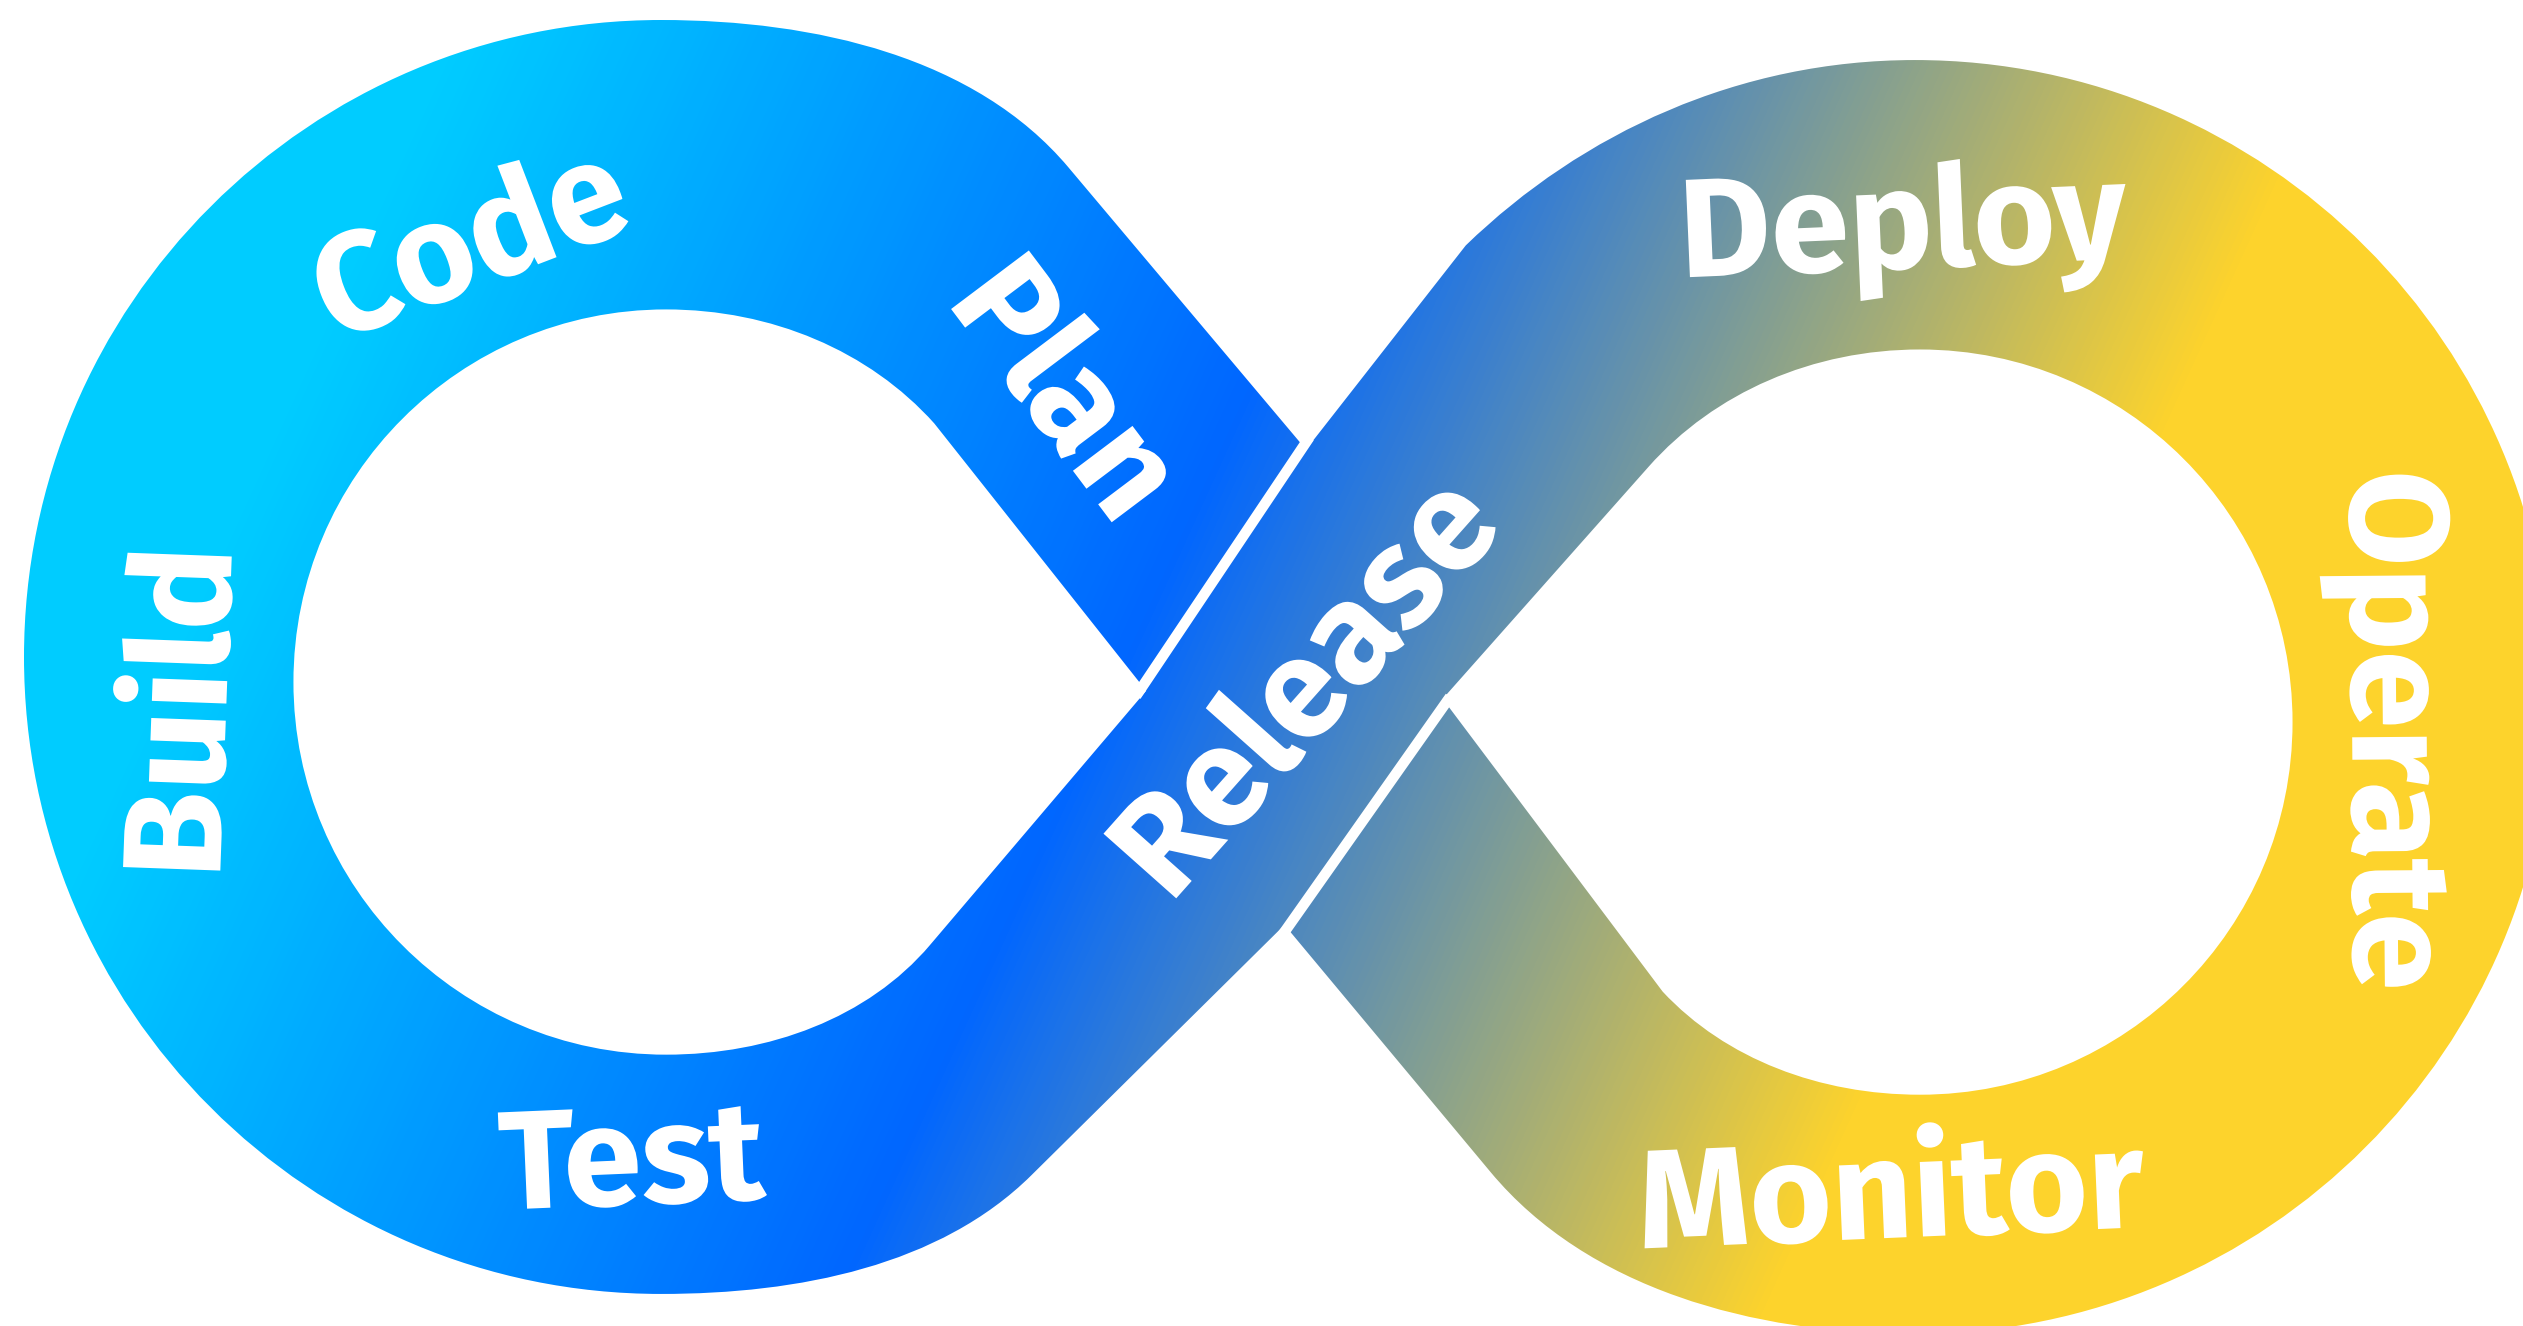 Plan
Code
Build
Test
Release
Deploy
Operate
Monitor